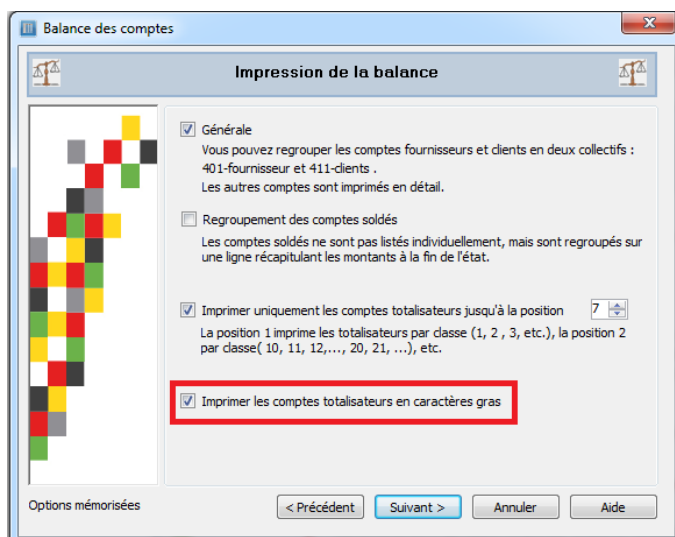 Balance des comptes
Impression de la balance
Générale
Vous pouvez regrouper les comptes fournisseurs et clients en deux collectifs :
401-fournisseur et 411-clients .
Les autres comptes sont imprimés en détail.
Regroupement des comptes soldés
Les comptes soldés ne sont pas listés individuellement, mais sont regroupés sur
une ligne récapitulant les montants à la fin de l'état.
Imprimer uniquement les comptes totalisateurs jusqu'à la position 7
La position 1 imprime les totalisateurs par classe (1, 2 , 3, etc.), la position 2
par classe( 10, 11, 12,..., 20, 21, ...), etc.
Imprimer les comptes totalisateurs en caractères gras
Options mémorisées < Précédent Suivant > Annuler Aide